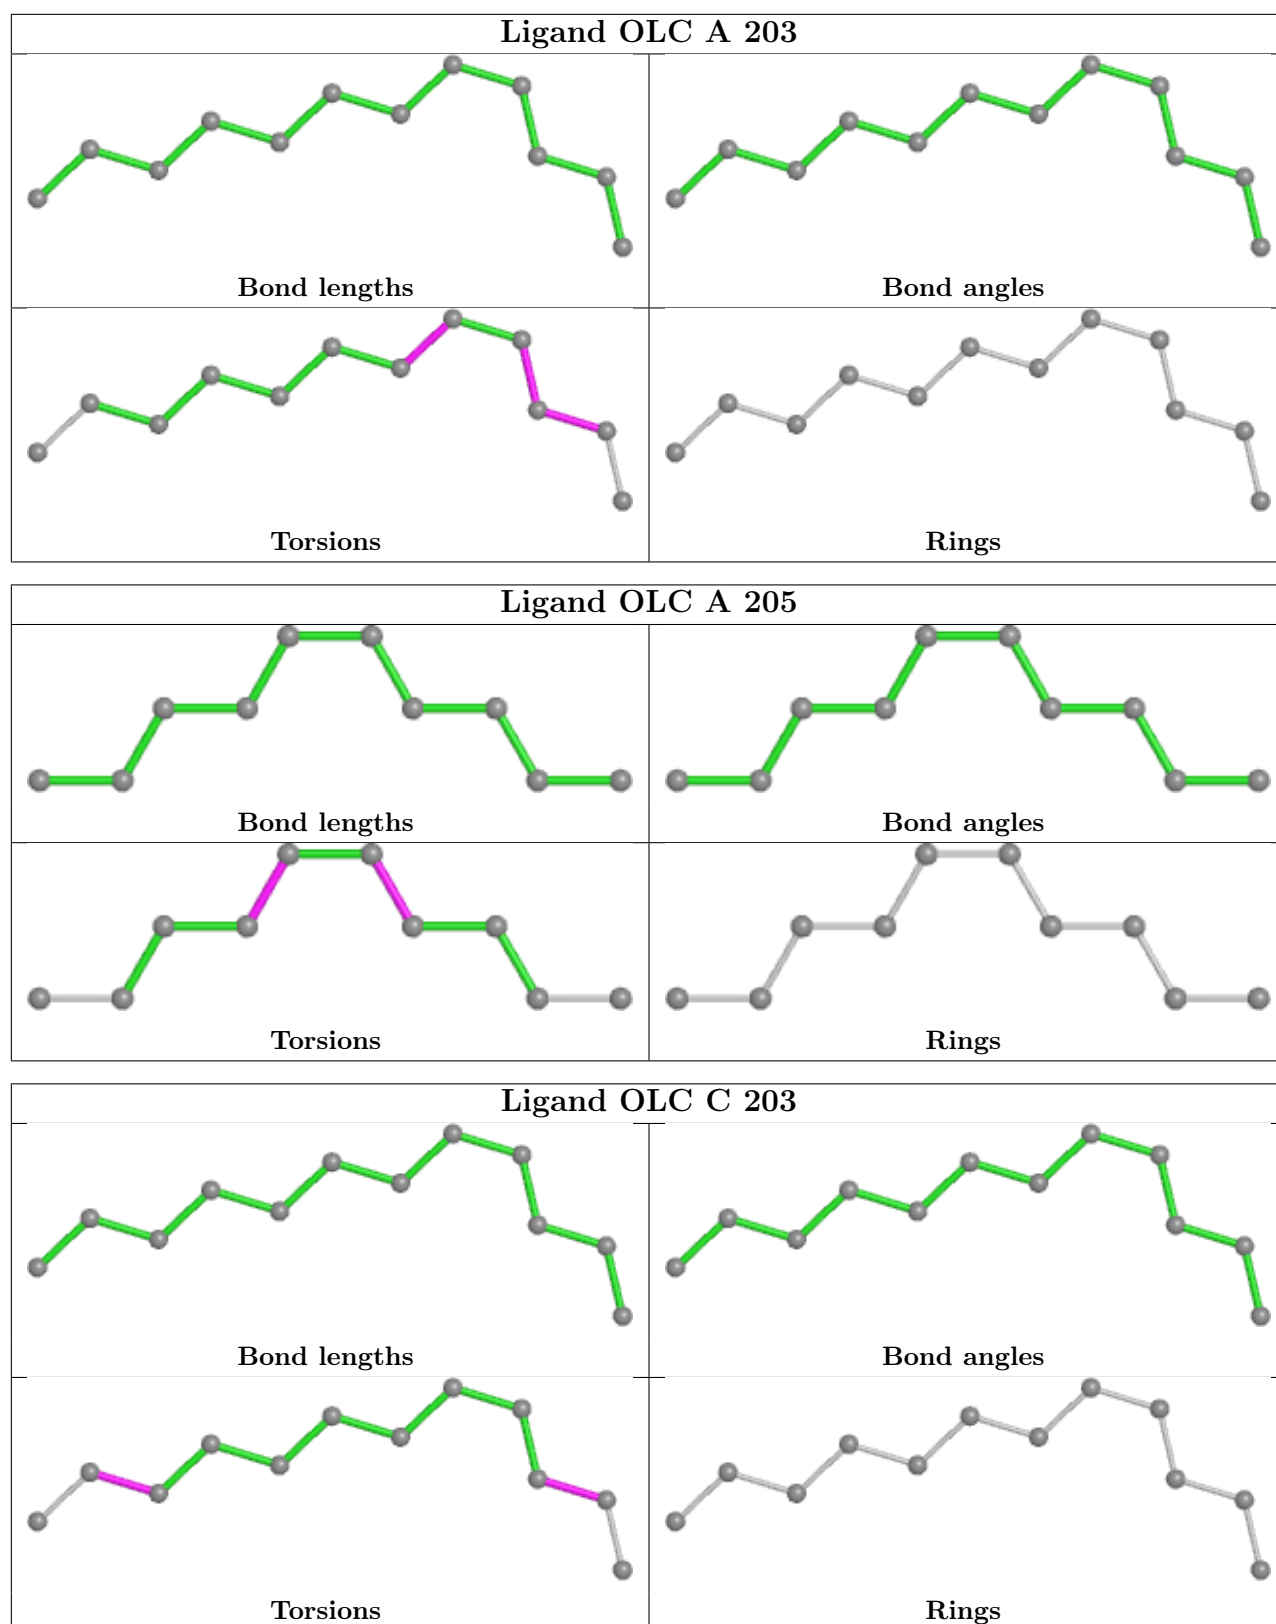 Ligand OLC A 203
Bond lengths
Bond angles
Torsions
Rings
Ligand OLC A 205
Bond lengths
Bond angles
Torsions
Rings
Ligand OLC C 203
Bond lengths
Bond angles
Torsions
Rings